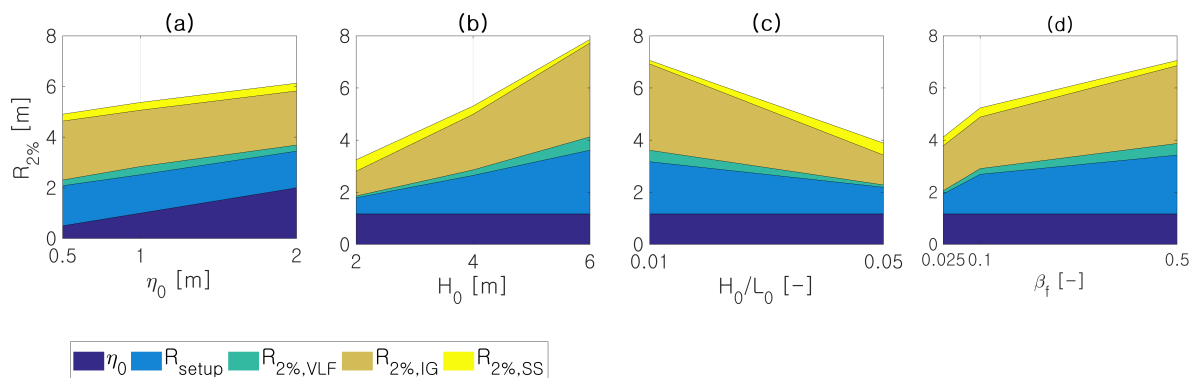 (a) (b) (c) (d)
8 8 8 8
6 6 6 6
4 4 4 4
2 2 2 2
0 0 0 0
R2% [m]
0.5 1 2 2 4 6 0.01 0.05 0.025 0.1 0.5
η0 [m] H0 [m] H0/L0 [-] βf [-]
η0 Rsetup R2%,VLF R2%,IG R2%,SS